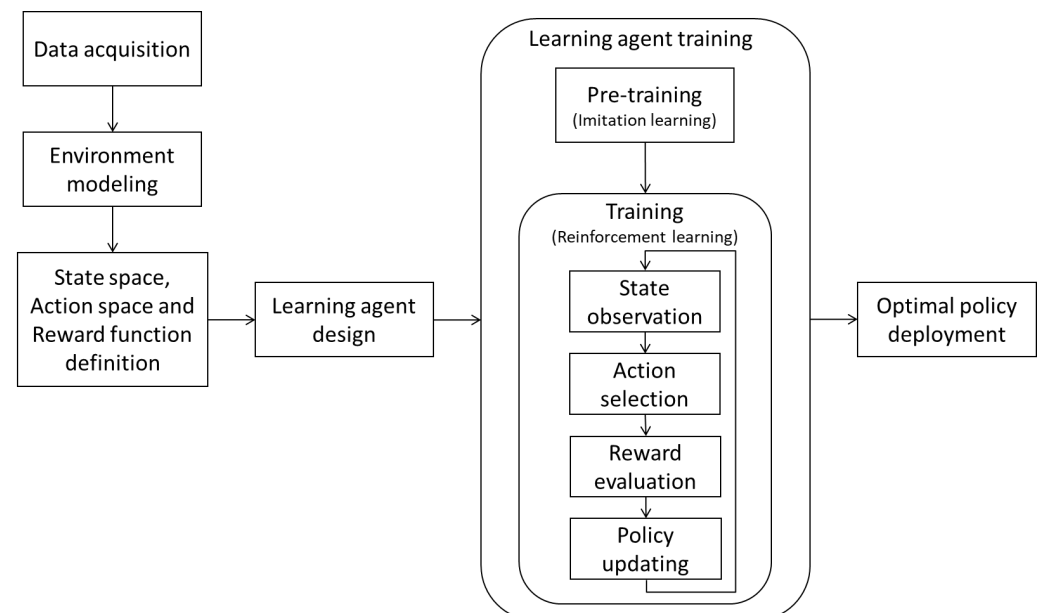 Data acquisition
Environment
modeling
State space,
Action space and
Reward function
definition
Learning agent
design
Learning agent training
Pre-training
(Imitation learning)
Training
(Reinforcement learning)
State
observation
Action
selection
Reward
evaluation
Policy
updating
Optimal policy
deployment